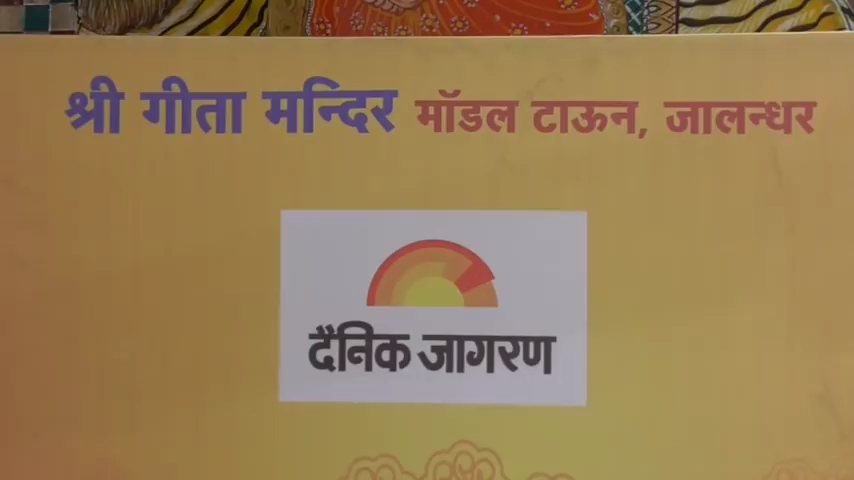 श्री गीता मन्दिर मॉडल टाऊन, जालन्धर
दैनिक जागरण